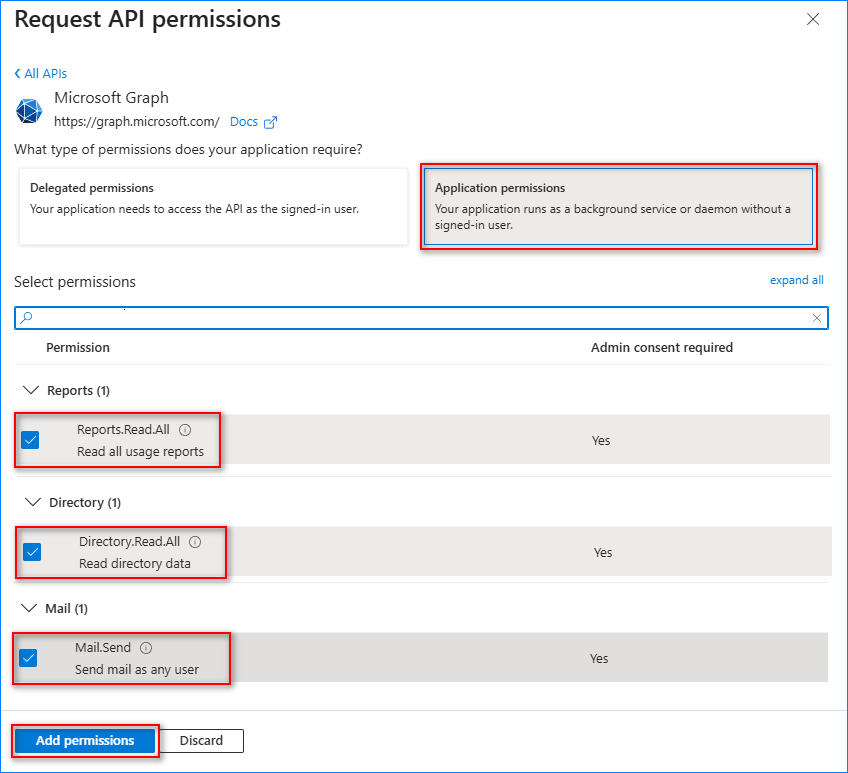 Request API permissions
All APIs
Microsoft Graph
https://graph.microsoft.com/ Docs
What type of permissions does your application require?
Delegated permissions
Your application needs to access the API as the signed-in user.
Application permissions
Your application runs as a background service or daemon without a
signed-in user.
Select permissions
expand all
Permission
Admin consent required
Reports (1)
Reports.Read.All
Read all usage reports
Yes
Directory (1)
Directory.Read.All
Read directory data
Yes
Mail (1)
Mail.Send
Send mail as any user
Yes
Add permissions
Discard